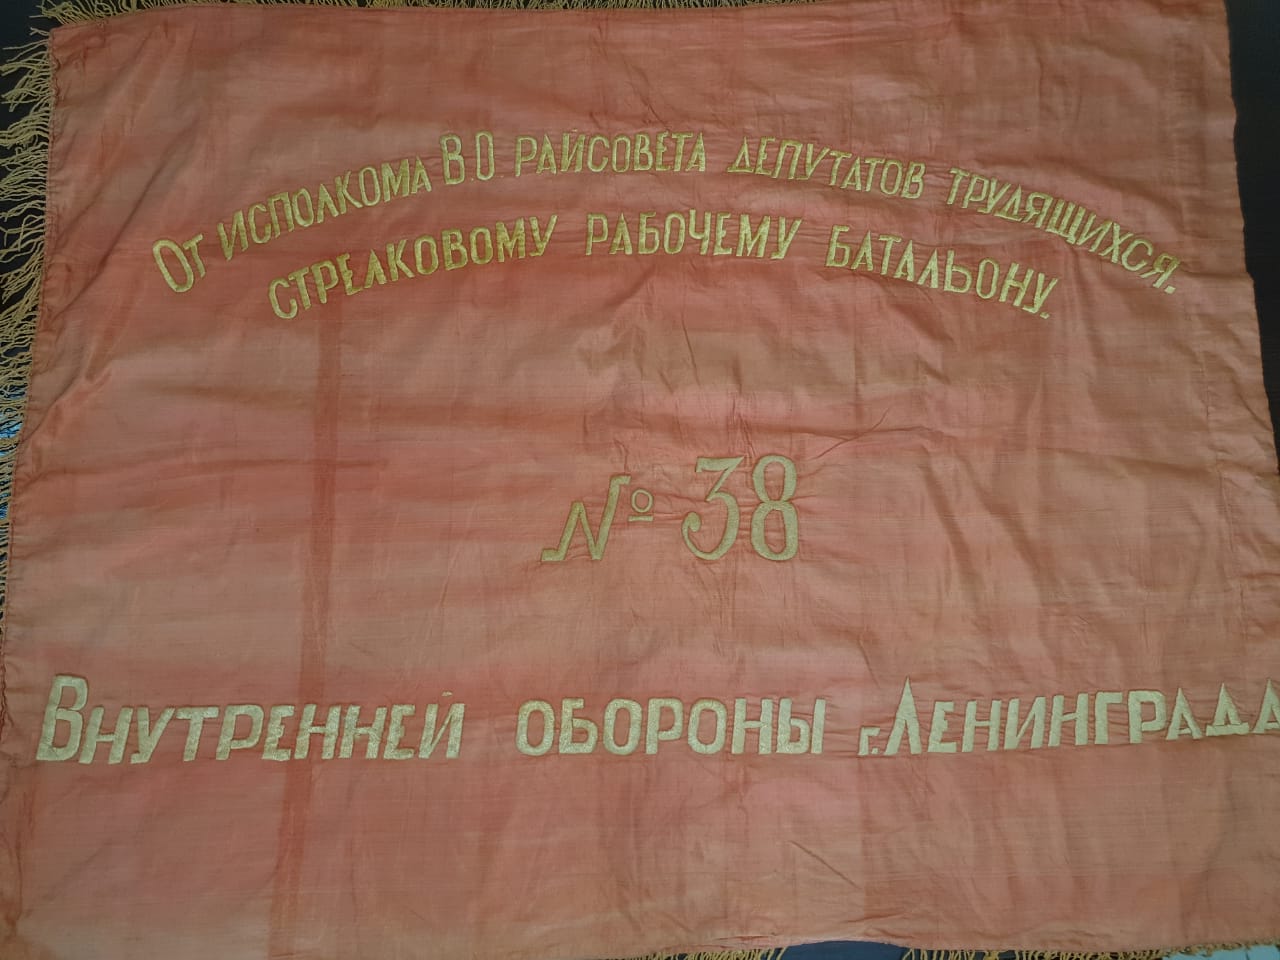 От исполкома В.О райсовета депутатов трудящихся.
стрелковому рабочему батальону.
№ 38
Внутренней обороны г. Ленинграда